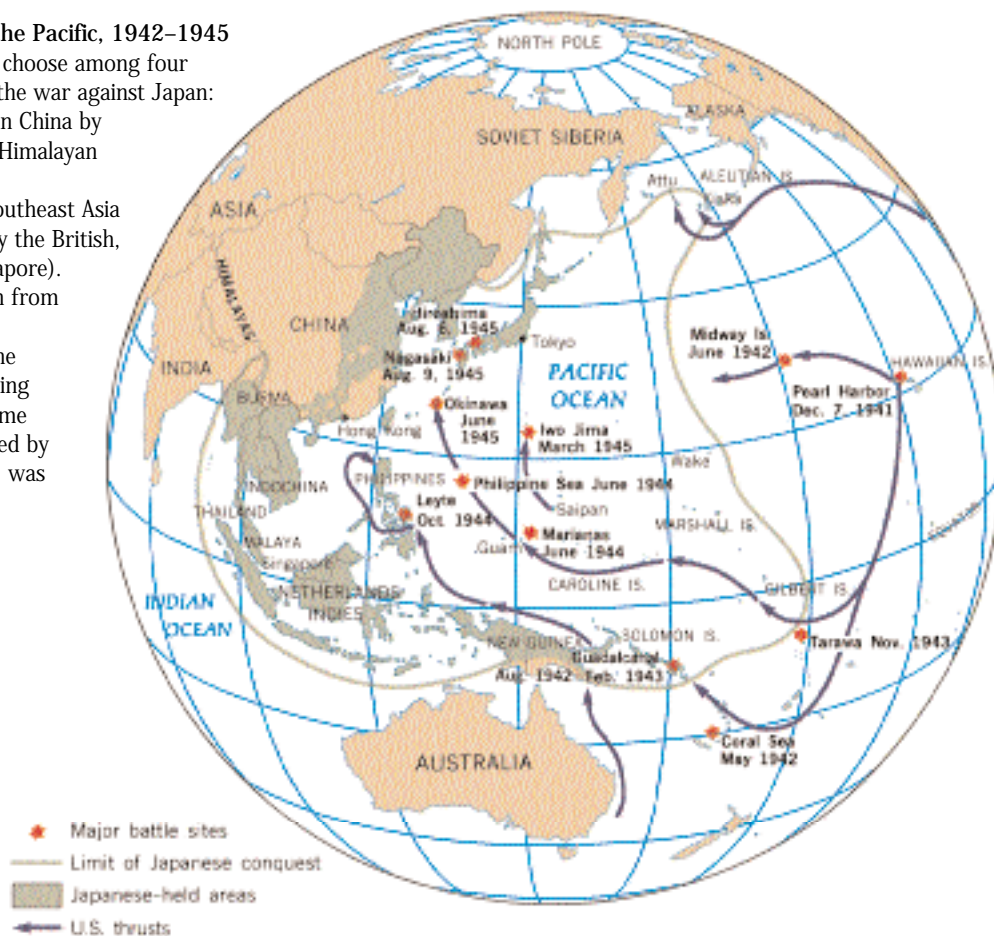 he Pacific, 1942–1945
choose among four
the war against Japan:
n China by
Himalayan
outheast Asia
y the British,
apore).
n from
ne
ing
me
ed by
was
NORTH POLE
ALASKA
SOVIET SIBERIA
Attu
ALEUTIAN IS.
Kiska
ASIA
HIMALAYAS
CHINA
Hiroshima
Aug. 6, 1945
Tokyo
Midway Is.
June 1942
INDIA
Nagasaki
Aug. 9, 1945
PACIFIC
OCEAN
HAWAIIAN IS.
Pearl Harbor
Dec. 7, 1941
BURMA
Okinawa
June
1945
Hong Kong
Iwo Jima
March 1945
Wake
INDOCHINA
PHILIPPINES
Philippine Sea June 1944
THAILAND
Leyte
Oct. 1944
Saipan
MARSHALL IS.
Guam
Marianas
June 1944
MALAYA
Singapore
CAROLINE IS.
NETHERLANDS
INDIES
GILBERT IS.
INDIAN
OCEAN
NEW GUINEA
SOLOMON IS.
Tarawa Nov. 1943
Guadalcanal
Aug. 1942
Feb. 1943
Coral Sea
May 1942
AUSTRALIA
Major battle sites
Limit of Japanese conquest
Japanese-held areas
U.S. thrusts